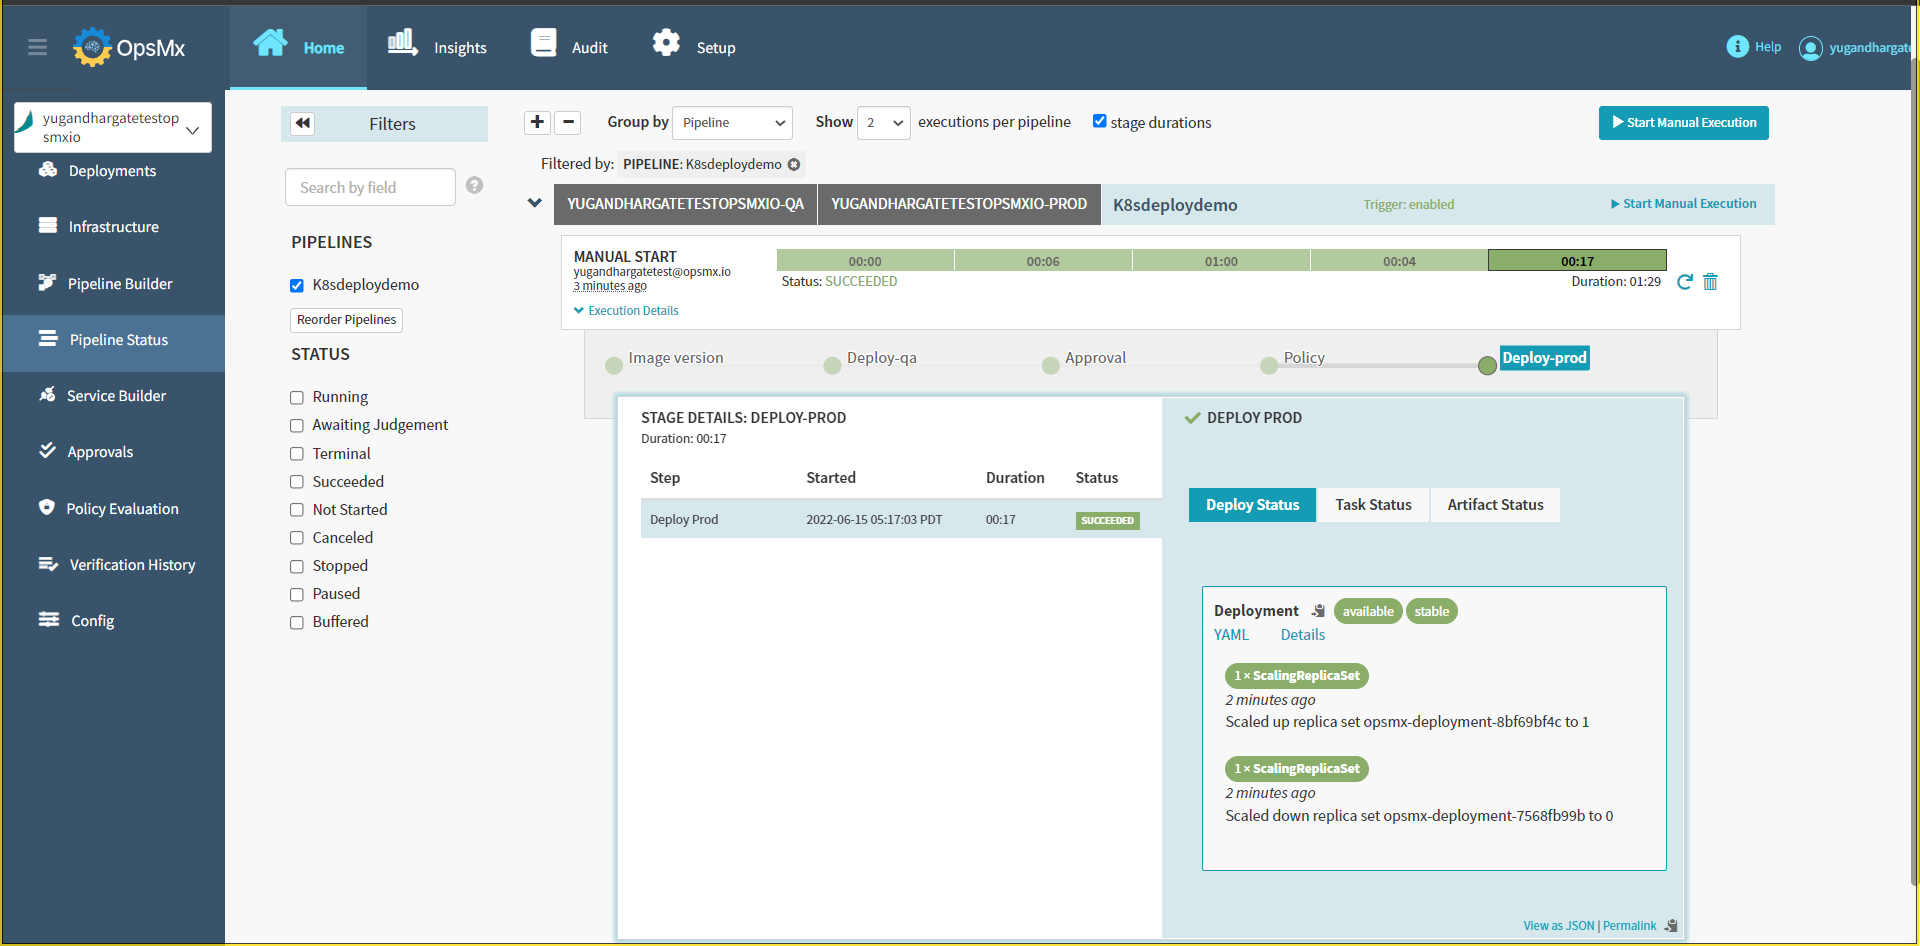 OpsMx
Home
Insights
Audit
Setup
Help
yugandhargate
yugandhargatetestop
smxio
Deployments
Infrastructure
Pipeline Builder
Pipeline Status
Service Builder
Approvals
Policy Evaluation
Verification History
Config
Filters
Search by field
PIPELINES
K8sdeploydemo
Reorder Pipelines
STATUS
Running
Awaiting Judgement
Terminal
Succeeded
Not Started
Canceled
Stopped
Paused
Buffered
Group by Pipeline Show 2 executions per pipeline stage durations
Start Manual Execution
Filtered by: PIPELINE: K8sdeploydemo
YUGANDHARGATETESTOPSMXIO-QA YUGANDHARGATETESTOPSMXIO-PROD K8sdeploydemo Trigger: enabled Start Manual Execution
MANUAL START
yugandhargatetest@opsmx.io
3 minutes ago
Execution Details
00:00 00:06 01:00 00:04 00:17
Status: SUCCEEDED Duration: 01:29
Image version Deploy-qa Approval Policy Deploy-prod
STAGE DETAILS: DEPLOY-PROD
Duration: 00:17
Step Started Duration Status
Deploy Prod 2022-06-15 05:17:03 PDT 00:17 SUCCEEDED
DEPLOY PROD
Deploy Status Task Status Artifact Status
Deployment available stable
YAML Details
1 × ScalingReplicaSet
2 minutes ago
Scaled up replica set opsmx-deployment-8bf69bf4c to 1
1 × ScalingReplicaSet
2 minutes ago
Scaled down replica set opsmx-deployment-7568fb99b to 0
View as JSON | Permalink